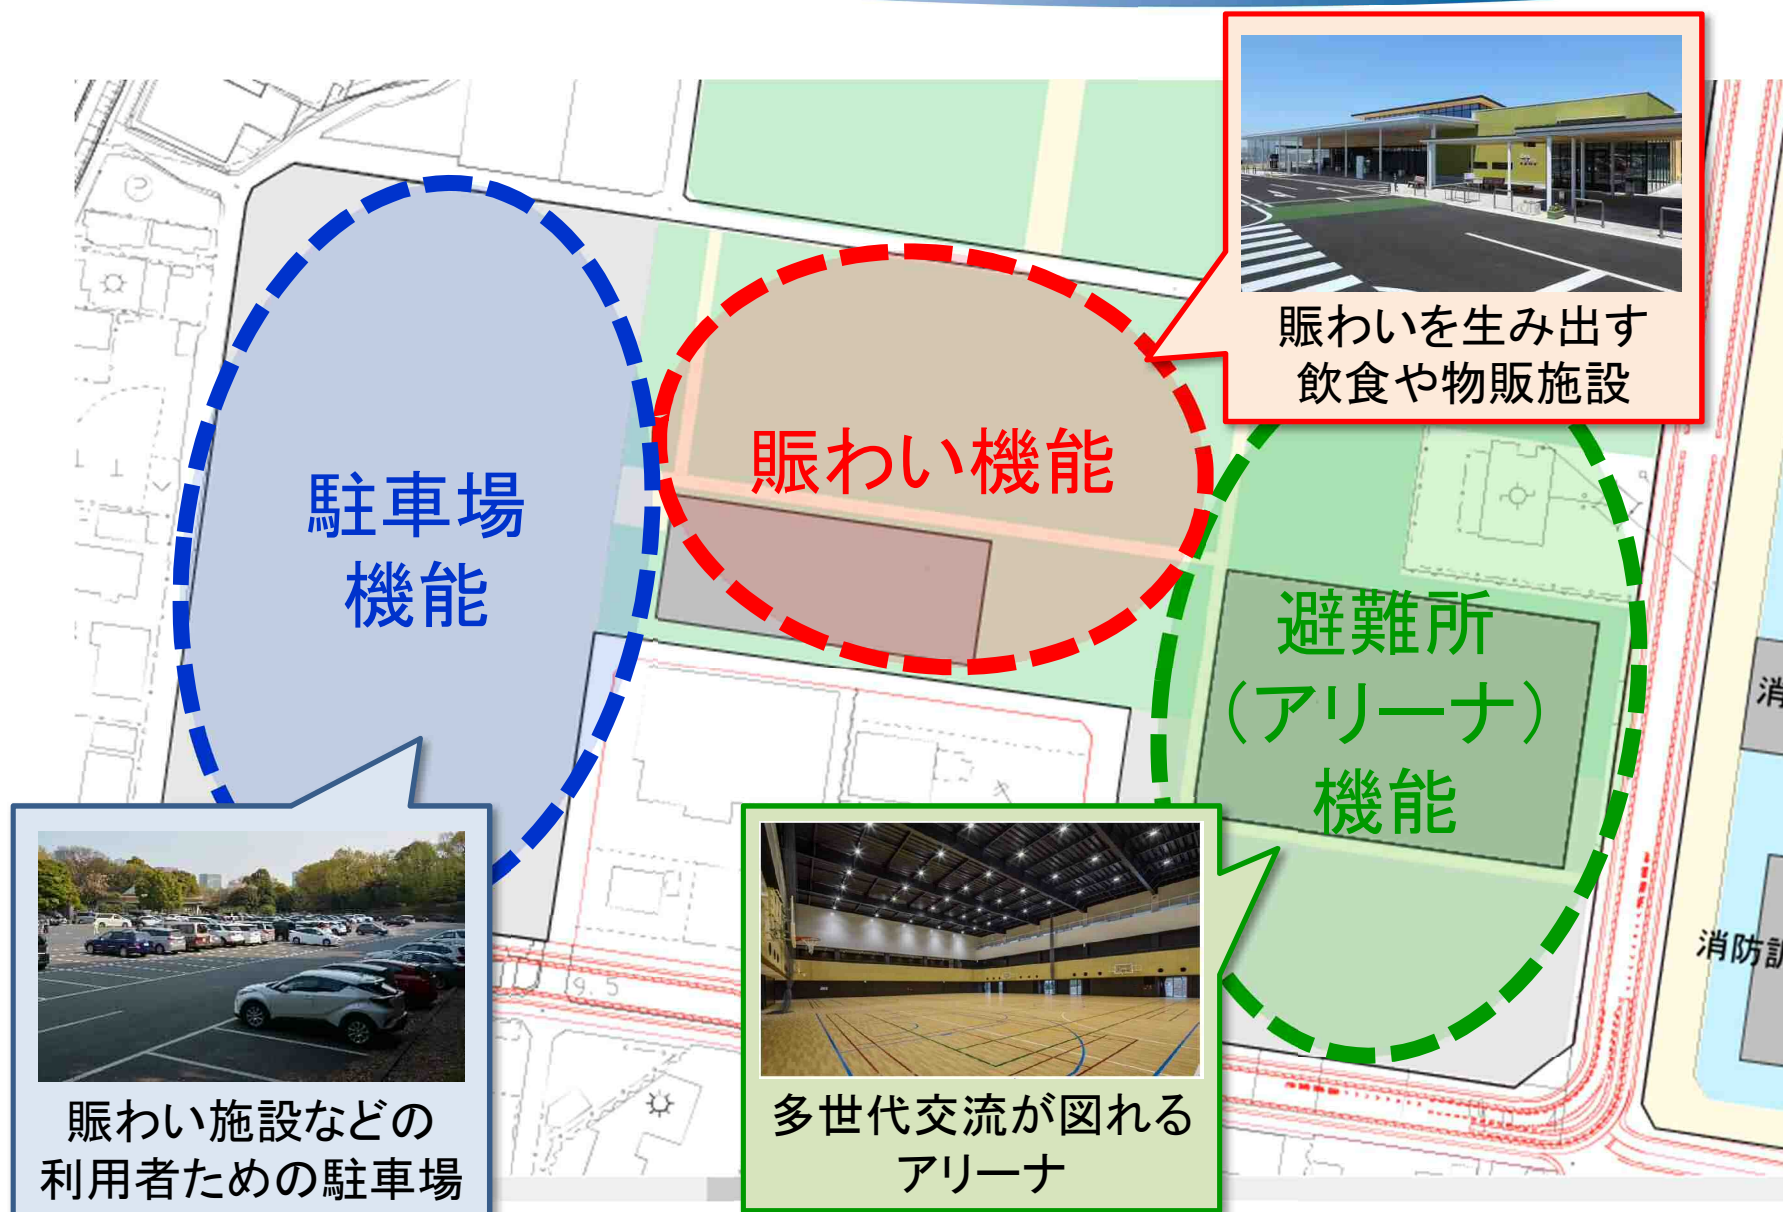 賑わいを生み出す
飲食や物販施設
賑わい機能
駐車場
機能
避難所
（アリーナ）
機能
消
消防訓
9.5
賑わい施設などの
利用者ための駐車場
多世代交流が図れる
アリーナ